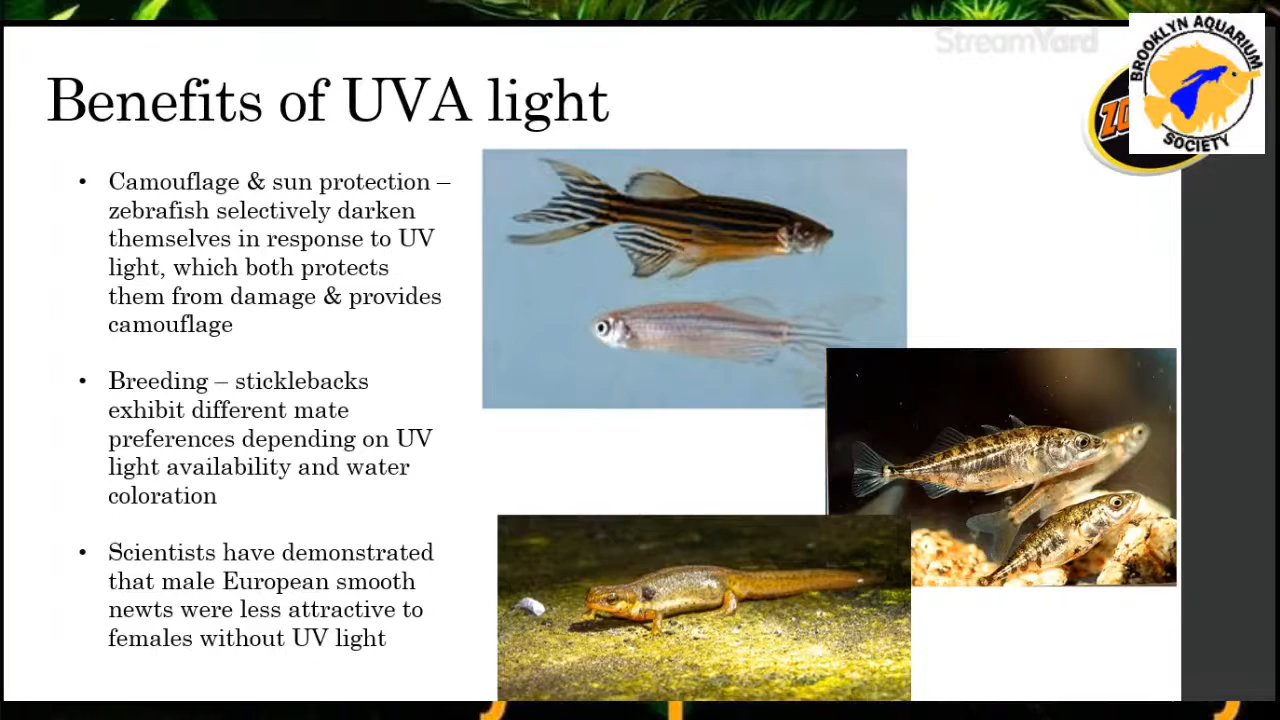 StreamYard
BROOKLYN AQUARIUM
SOCIETY
Benefits of UVA light
• Camouflage & sun protection –
zebrafish selectively darken
themselves in response to UV
light, which both protects
them from damage & provides
camouflage
• Breeding – sticklebacks
exhibit different mate
preferences depending on UV
light availability and water
coloration
• Scientists have demonstrated
that male European smooth
newts were less attractive to
females without UV light